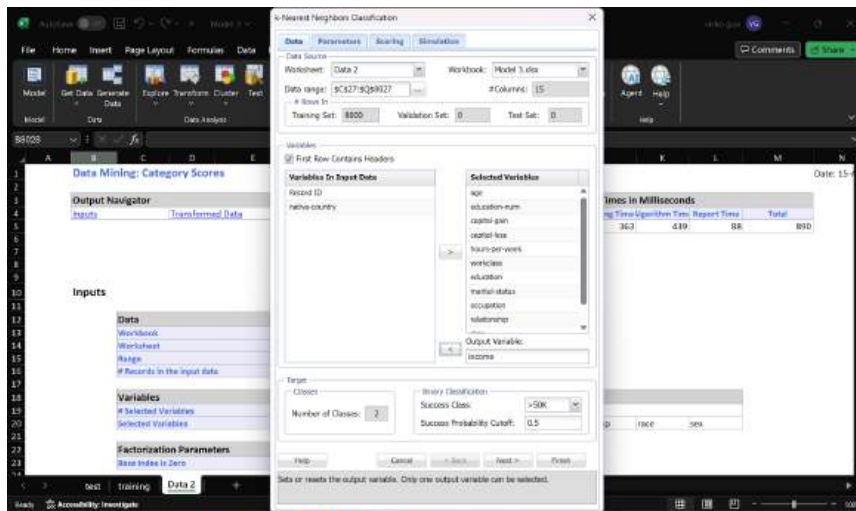 k-Nearest Neighbors Classification
File Home Insert Page Layout Formulas Data
Comments Share
Model Get Data Generate Data Explore Transform Cluster Text Agent Help
Model Data Data Analysis Help
B8028
A B C D E K L M N
Data Mining: Category Scores
Date: 15-
Output Navigator
Inputs Transformed Data
Times in Milliseconds
Report Time Total
363 439 88 890
Inputs
Data
Workbook
Worksheet
Range
# Records in the input data
Variables
# Selected Variables
Selected Variables
race sex
Factorization Parameters
Base Index is Zero
Data Parameters Scoring Simulation
Data Source
Worksheet: Data 2 Workbook: Model 3.xlsx
Data range: $C$27:$Q$8027 #Columns: 15
# Rows In
Training Set: 8000 Validation Set: 0 Test Set: 0
Variables
First Row Contains Headers
Variables In Input Data
Record ID
native-country
>
Selected Variables
age
education-num
capital-gain
capital-loss
hours-per-week
workclass
education
marital-status
occupation
relationship
<
Output Variable:
income
Target
Classes
Number of Classes: 2
Binary Classification
Success Class: >50K
Success Probability Cutoff: 0.5
Help Cancel < Back Next > Finish
Sets or resets the output variable. Only one output variable can be selected.
test training Data 2 +
Ready Accessibility: Investigate